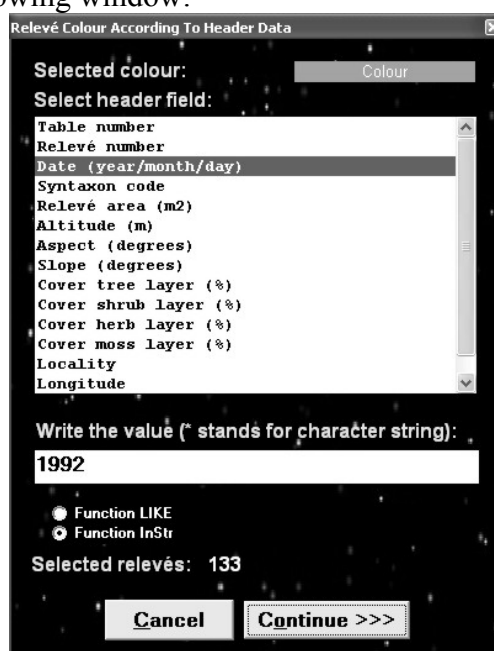 owing window:
Relevé Colour According To Header Data
Selected colour: Colour
Select header field:
Table number
Relevé number
Date (year/month/day)
Syntaxon code
Relevé area (m2)
Altitude (m)
Aspect (degrees)
Slope (degrees)
Cover tree layer (%)
Cover shrub layer (%)
Cover herb layer (%)
Cover moss layer (%)
Locality
Longitude
Write the value (* stands for character string):
1992
Function LIKE
Function InStr
Selected relevés: 133
Cancel Continue >>>